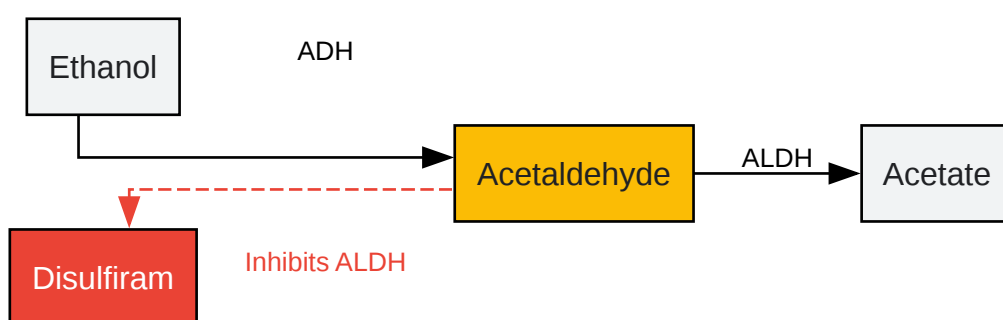 ADH
Ethanol
ALDH
Acetaldehyde
Acetate
Inhibits ALDH
Disulfiram